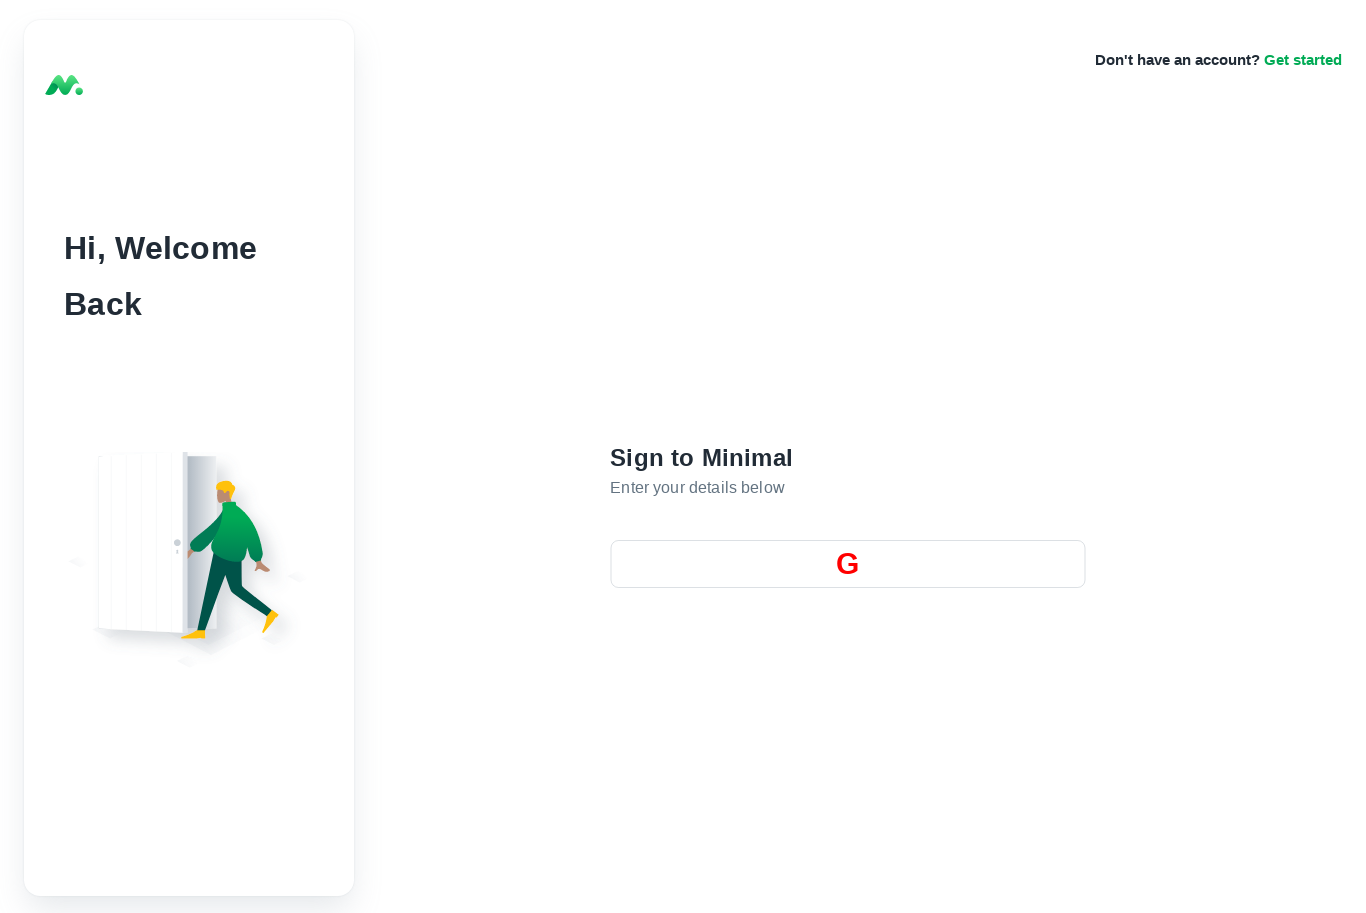 Don't have an account? Get started
Hi, Welcome
Back
Sign to Minimal
Enter your details below
G